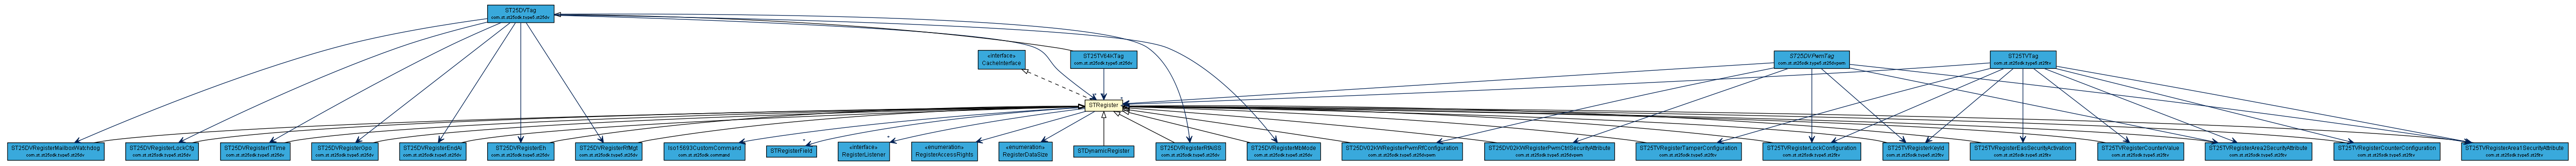 ST25DVTag
com.st.st25sdk.type5.st25dv
«interface»
CacheInterface
ST25TV64KTag
com.st.st25sdk.type5.st25dv
ST25DVPwmTag
com.st.st25sdk.type5.st25dvpwm
ST25TVTag
com.st.st25sdk.type5.st25tv
STRegister
*
*
ST25DVRegisterMailboxWatchdog
com.st.st25sdk.type5.st25dv
ST25DVRegisterLockCfg
com.st.st25sdk.type5.st25dv
ST25DVRegisterITTime
com.st.st25sdk.type5.st25dv
ST25DVRegisterGpo
com.st.st25sdk.type5.st25dv
ST25DVRegisterEndAi
com.st.st25sdk.type5.st25dv
ST25DVRegisterEh
com.st.st25sdk.type5.st25dv
ST25DVRegisterRfMgt
com.st.st25sdk.type5.st25dv
Iso15693CustomCommand
com.st.st25sdk.command
STRegisterField
«interface»
RegisterListener
«enumeration»
RegisterAccessRights
«enumeration»
RegisterDataSize
STDynamicRegister
ST25DVRegisterRfAiSS
com.st.st25sdk.type5.st25dv
ST25DVRegisterMbMode
com.st.st25sdk.type5.st25dv
ST25DV02KWRegisterPwmRfConfiguration
com.st.st25sdk.type5.st25dvpwm
ST25DV02KWRegisterPwmCtrlSecurityAttribute
com.st.st25sdk.type5.st25dvpwm
ST25TVRegisterTamperConfiguration
com.st.st25sdk.type5.st25tv
ST25TVRegisterLockConfiguration
com.st.st25sdk.type5.st25tv
ST25TVRegisterKeyId
com.st.st25sdk.type5.st25tv
ST25TVRegisterEasSecurityActivation
com.st.st25sdk.type5.st25tv
ST25TVRegisterCounterValue
com.st.st25sdk.type5.st25tv
ST25TVRegisterArea2SecurityAttribute
com.st.st25sdk.type5.st25tv
ST25TVRegisterCounterConfiguration
com.st.st25sdk.type5.st25tv
ST25TVRegisterArea1SecurityAttribute
com.st.st25sdk.type5.st25tv